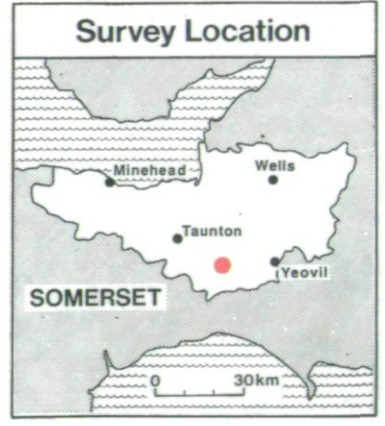 Survey Location
Minehead
Wells
Taunton
Yeovil
SOMERSET
0 30km